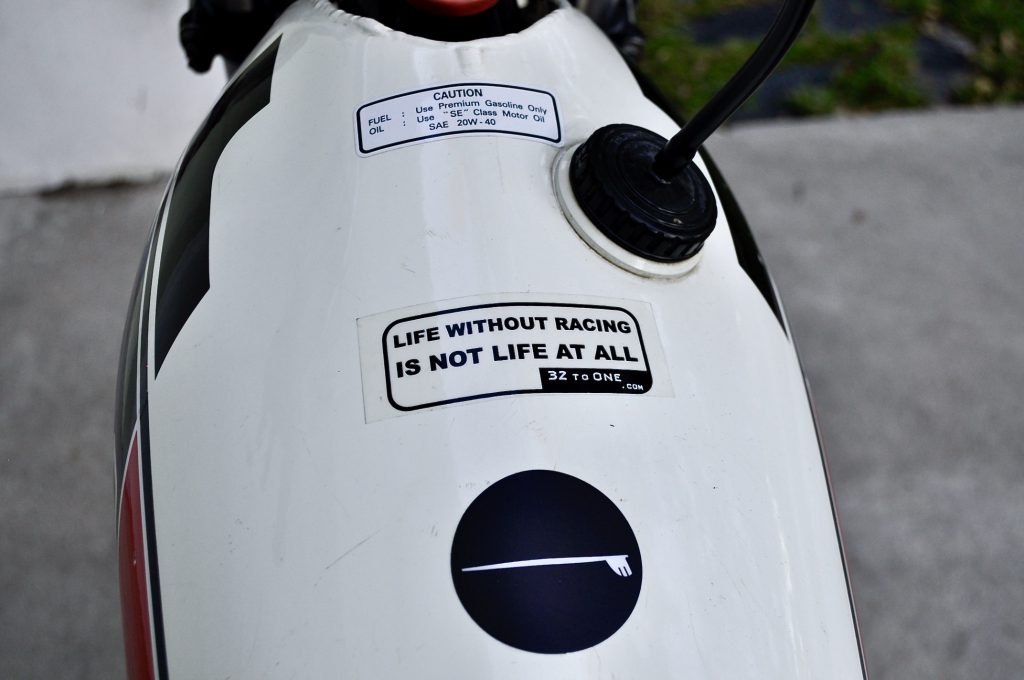 CAUTION
FUEL : Use Premium Gasoline Only
OIL : Use "SE" Class Motor Oil
SAE 20W-40
LIFE WITHOUT RACING
IS NOT LIFE AT ALL
32 TO ONE
.COM